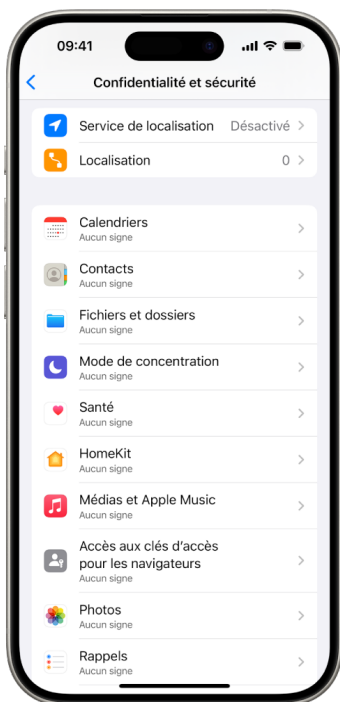 09:41
Confidentialité et sécurité
Service de localisation Désactivé
Localisation 0
Calendriers
Aucun signe
Contacts
Aucun signe
Fichiers et dossiers
Aucun signe
Mode de concentration
Aucun signe
Santé
Aucun signe
HomeKit
Aucun signe
Médias et Apple Music
Aucun signe
Accès aux clés d’accès
pour les navigateurs
Aucun signe
Photos
Aucun signe
Rappels
Aucun signe